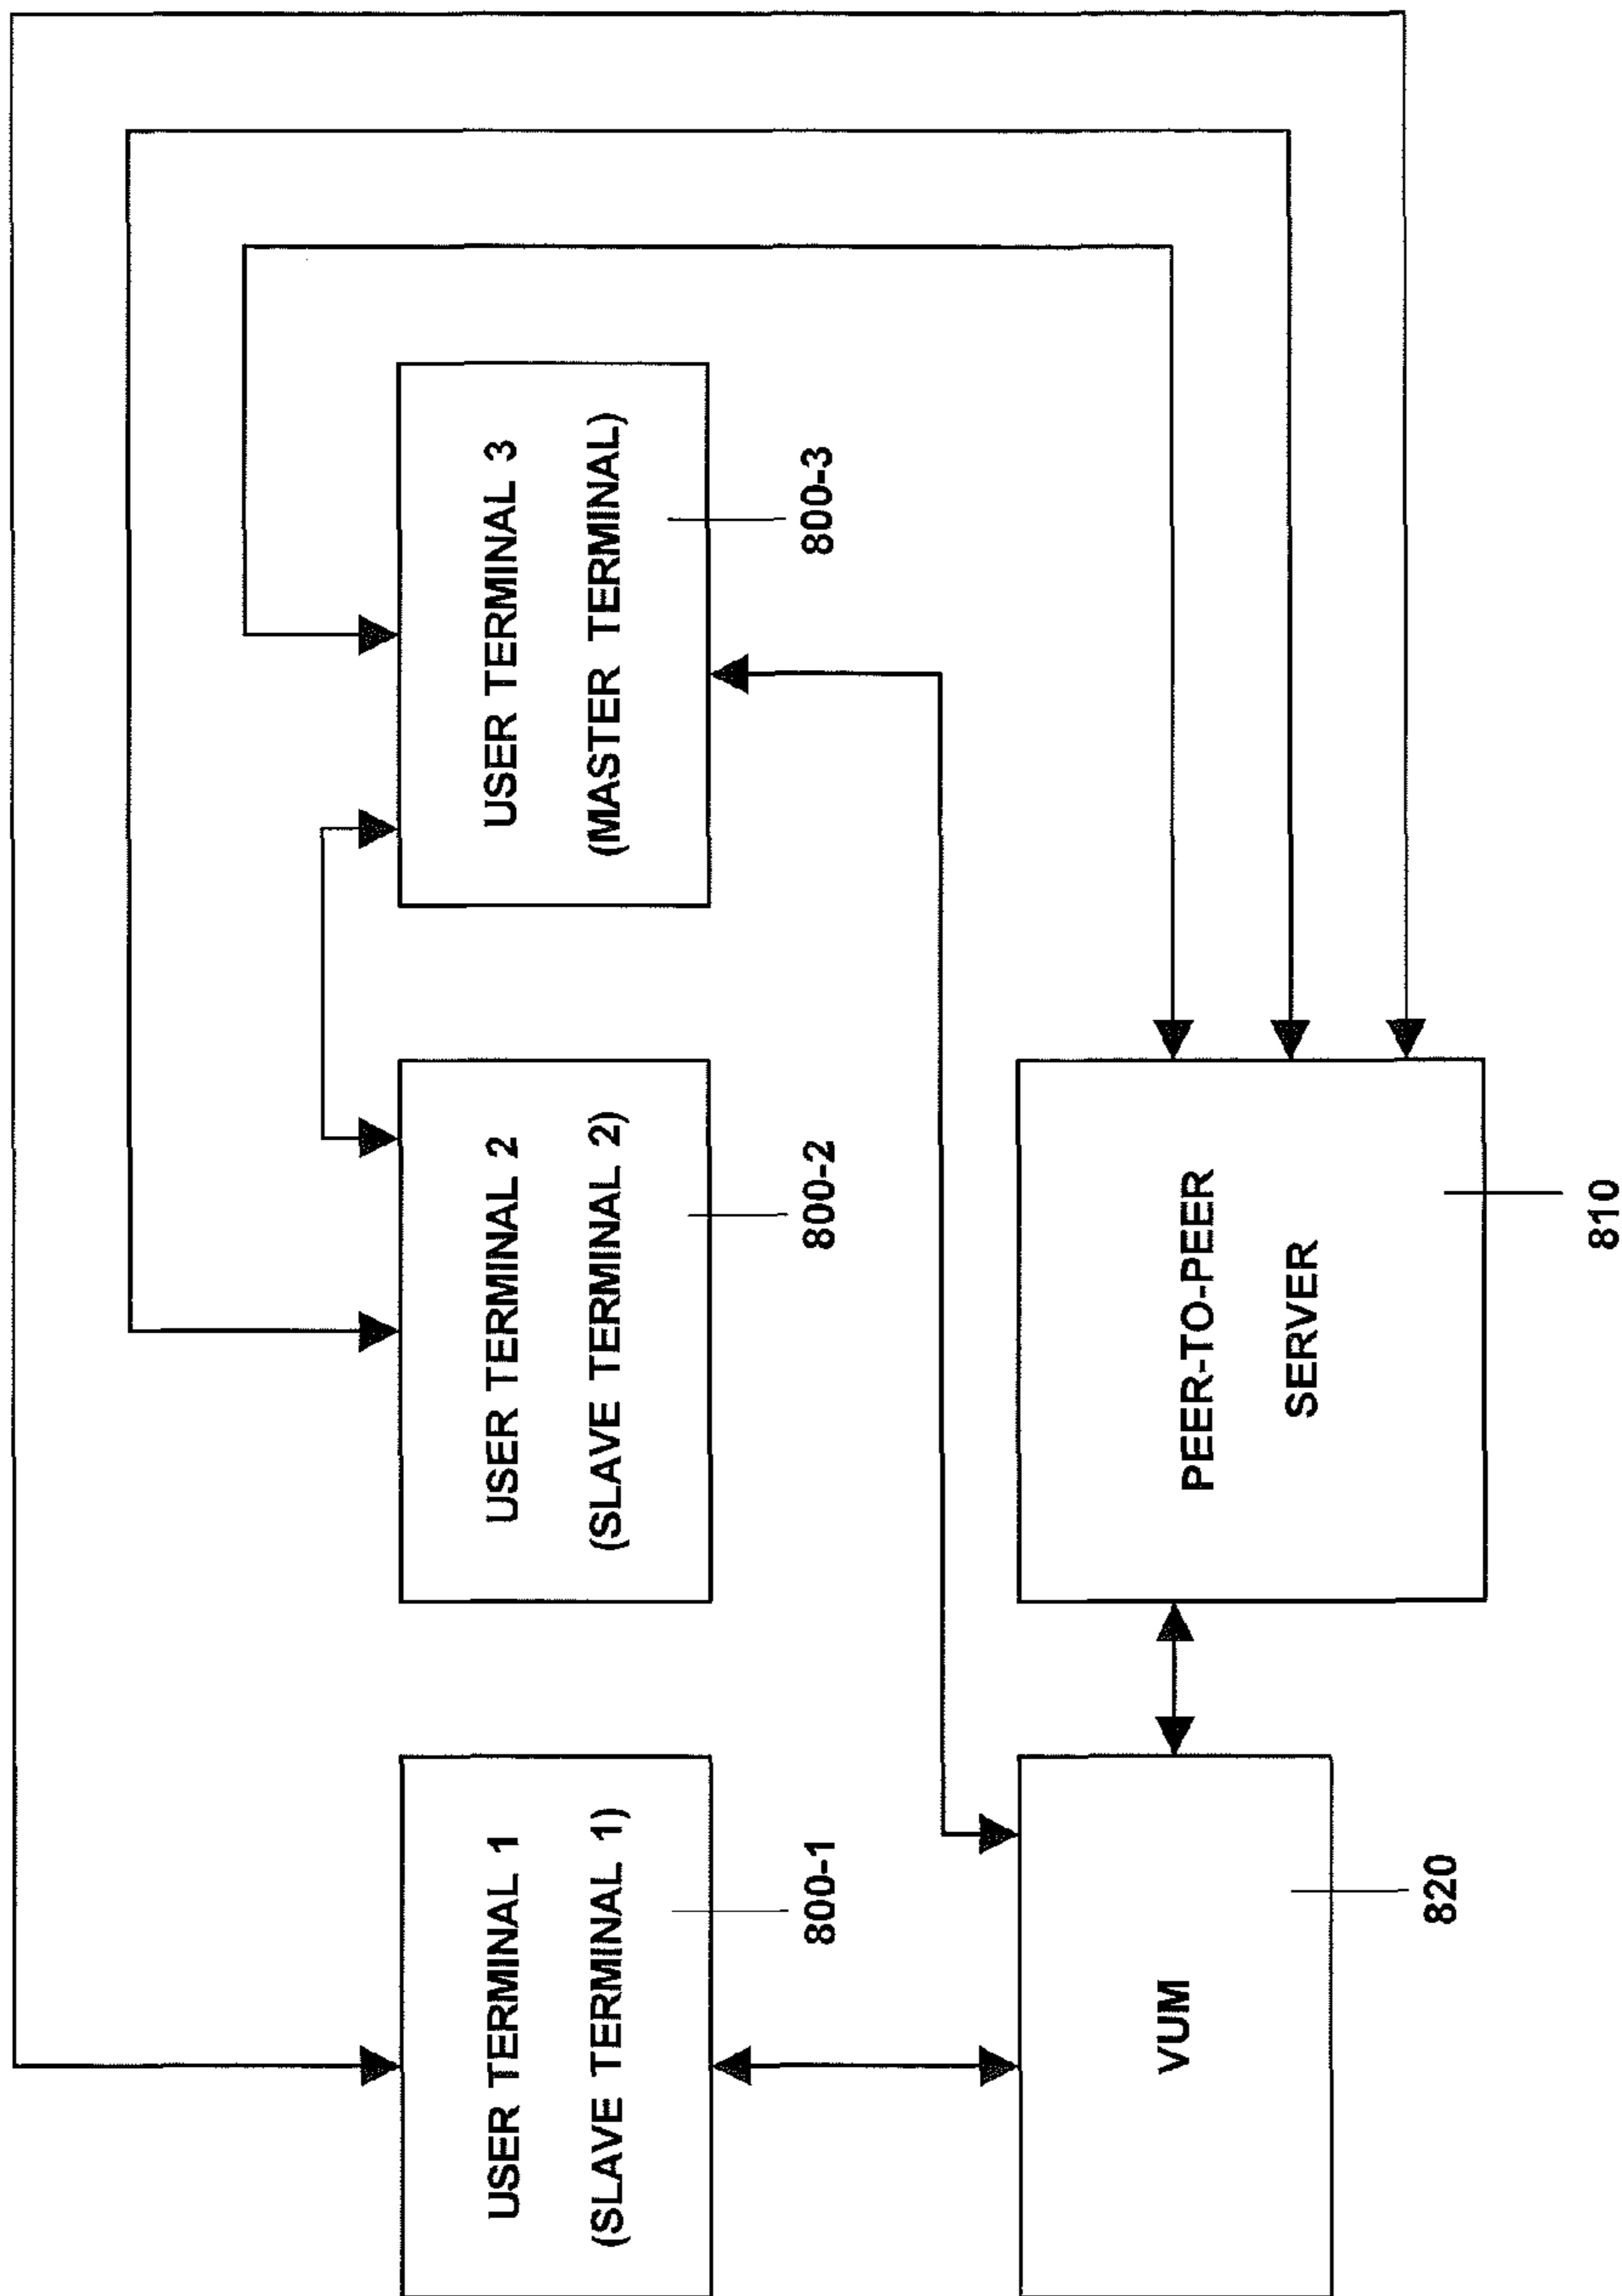 USER TERMINAL 1
(SLAVE TERMINAL 1)
800-1
USER TERMINAL 2
(SLAVE TERMINAL 2)
800-2
USER TERMINAL 3
(MASTER TERMINAL)
800-3
VUM
820
PEER-TO-PEER
SERVER
810